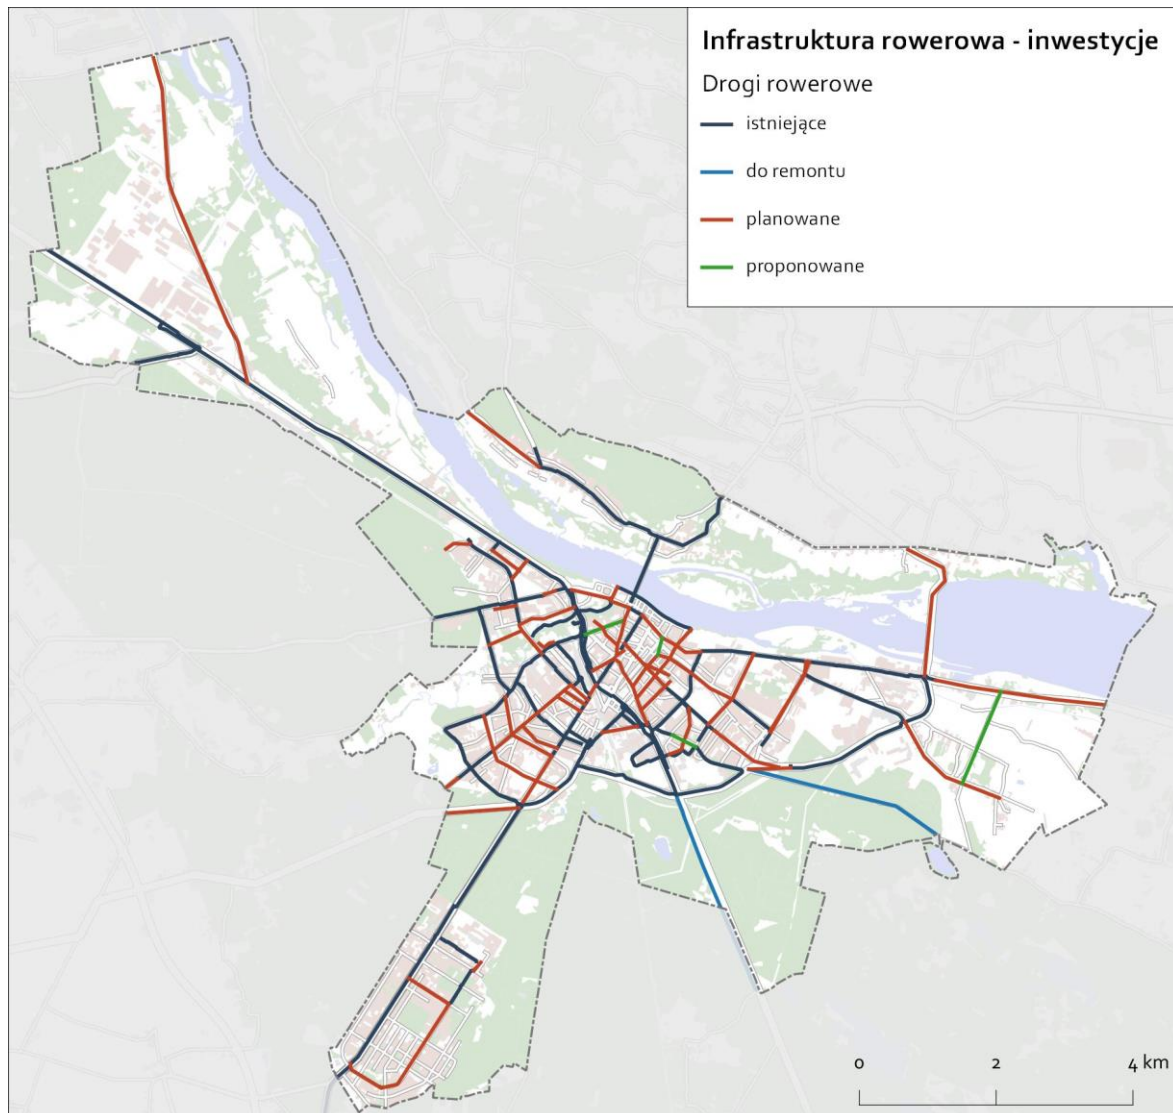 Infrastruktura rowerowa - inwestycje
Drogi rowerowe
istniejące
do remontu
planowane
proponowane
0 2 4 km